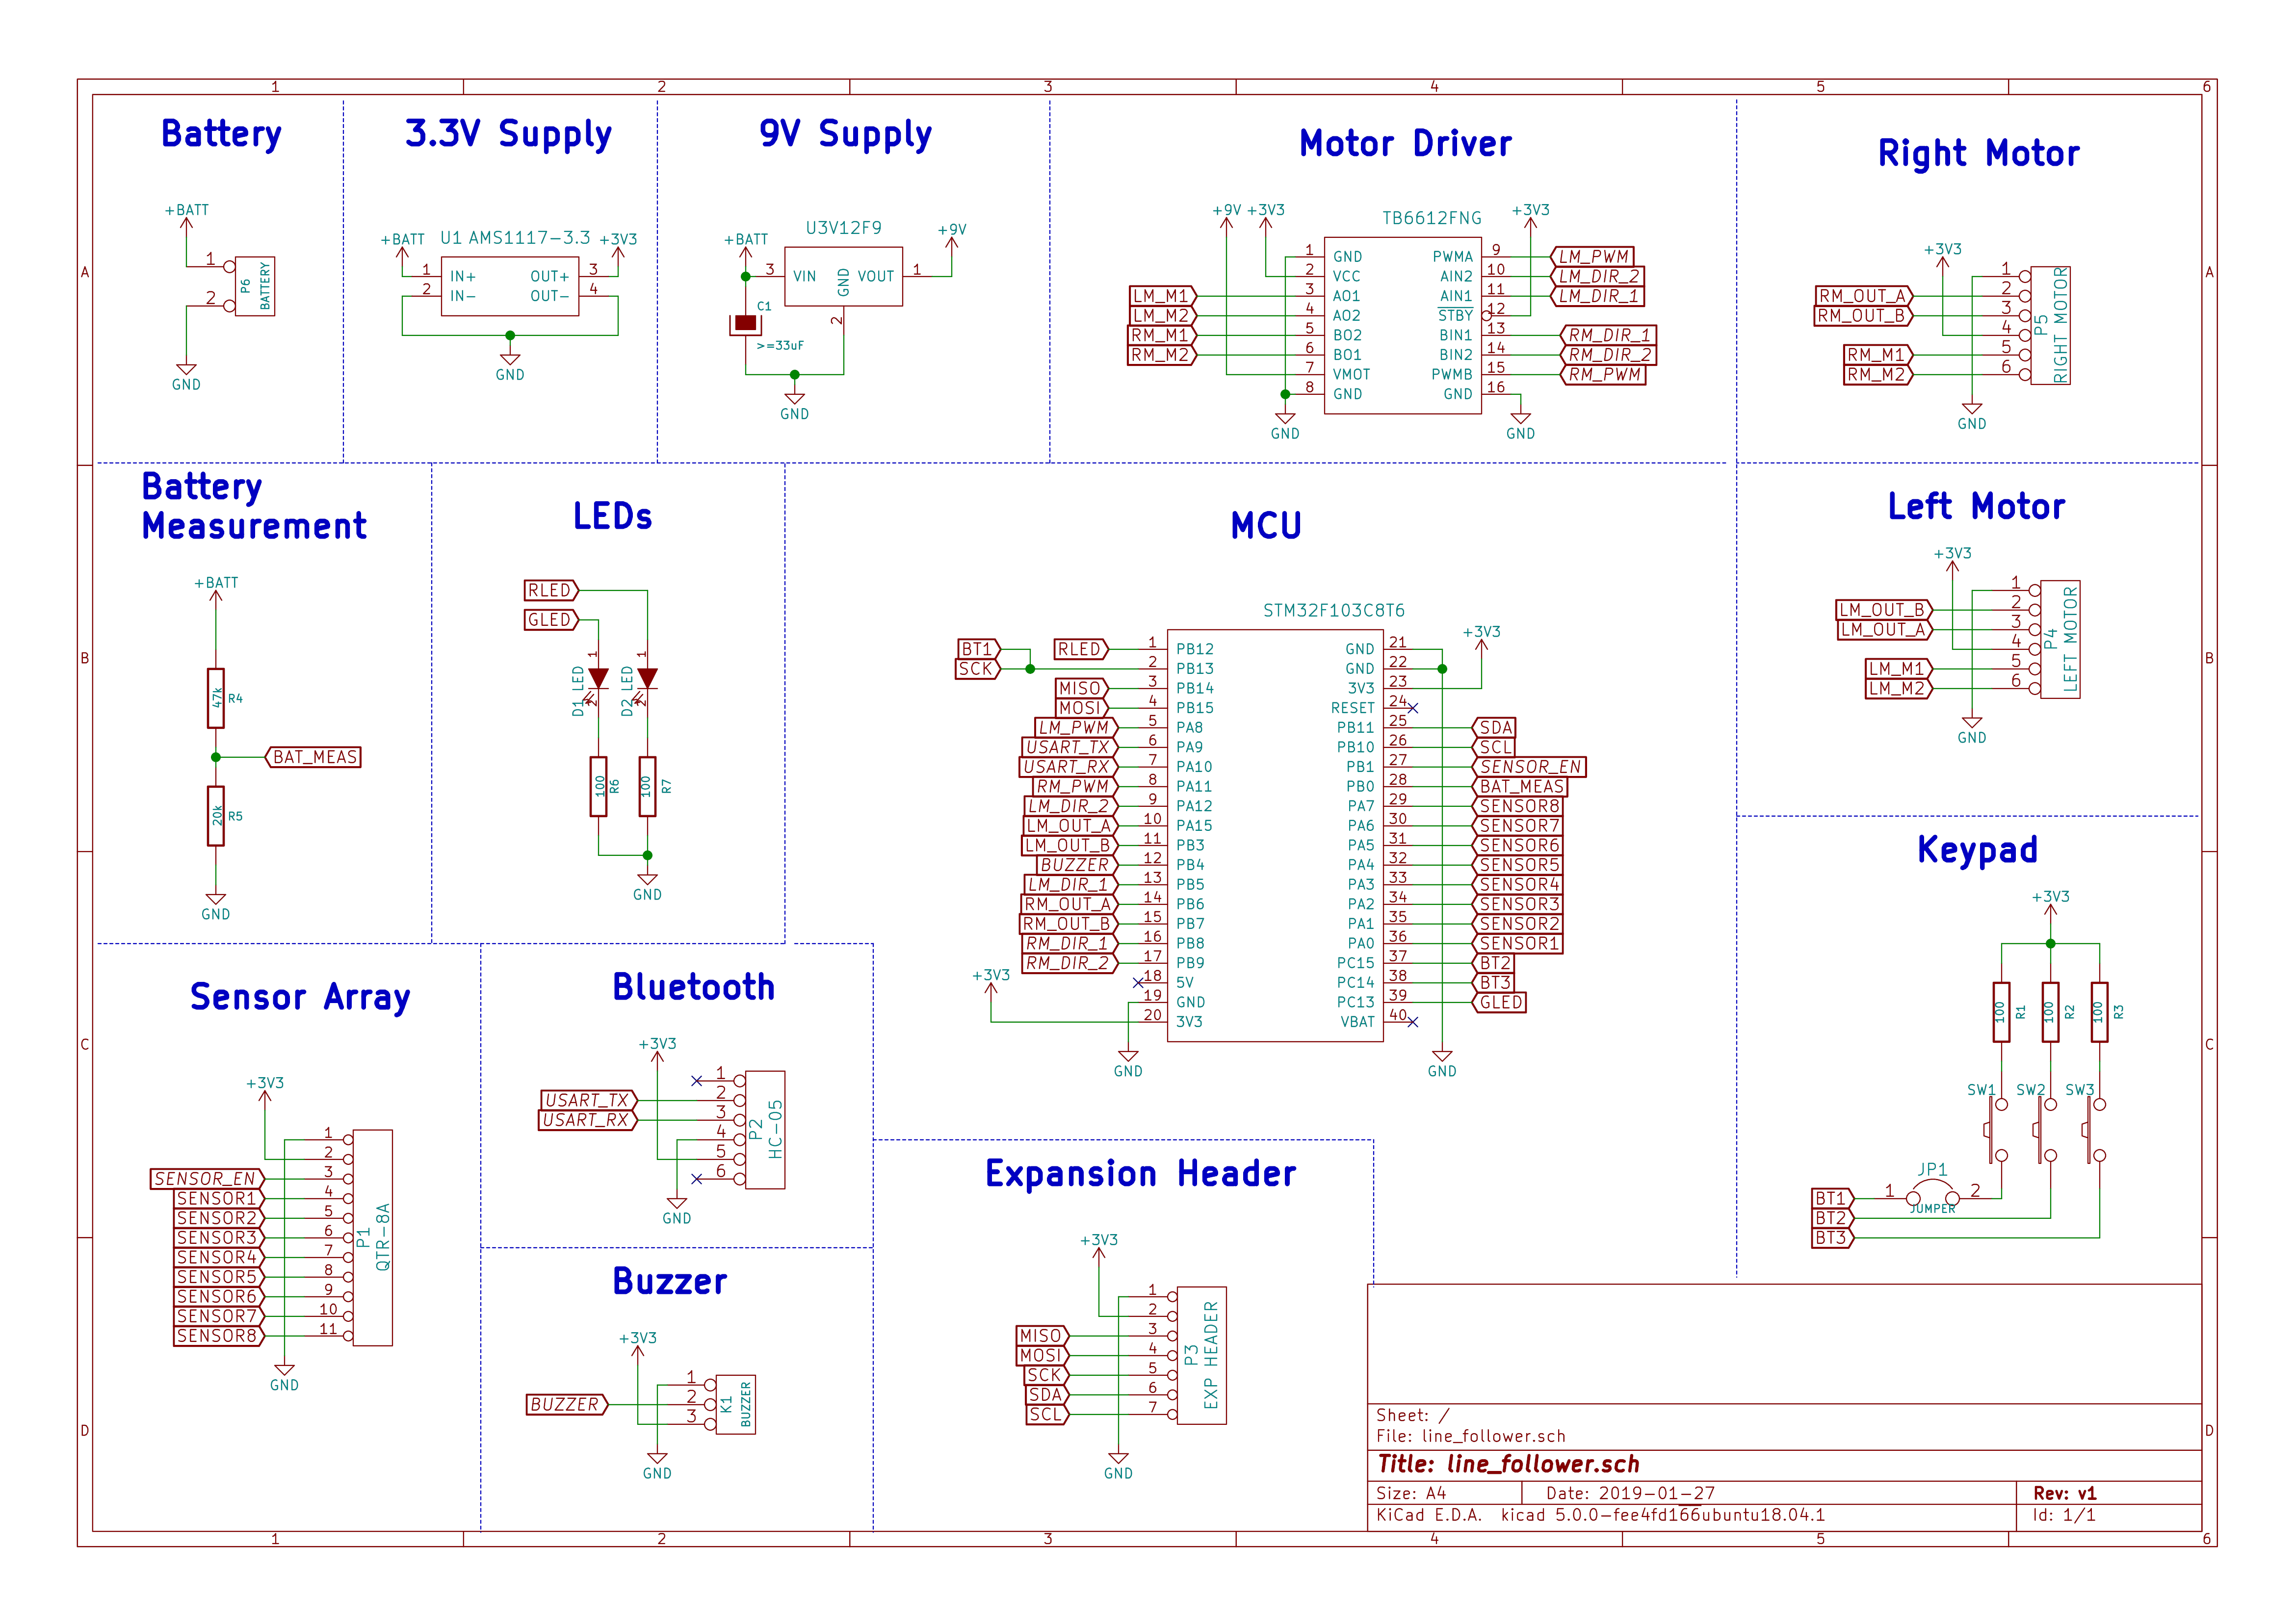 1 2 3 4 5 6
A
B
C
D
Battery
+BATT
1
2
P6
BATTERY
GND
3.3V Supply
+BATT
U1 AMS1117-3.3
+3V3
1 IN+ OUT+ 3
2 IN- OUT- 4
GND
9V Supply
U3V12F9
+BATT
+9V
3 VIN GND VOUT 1
2
C1
>=33uF
GND
Motor Driver
+9V +3V3
TB6612FNG
+3V3
1 GND PWMA 9 LM_PWM
2 VCC AIN2 10 LM_DIR_2
LM_M1 3 AO1 AIN1 11 LM_DIR_1
LM_M2 4 AO2 STBY 12
RM_M1 5 BO2 BIN1 13 RM_DIR_1
RM_M2 6 BO1 BIN2 14 RM_DIR_2
7 VMOT PWMB 15 RM_PWM
8 GND GND 16
GND GND
Right Motor
+3V3
1
RM_OUT_A 2
RM_OUT_B 3
4
RM_M1 5
RM_M2 6
P5
RIGHT MOTOR
GND
Battery
Measurement
+BATT
47k R4
BAT_MEAS
20k R5
GND
LEDs
RLED
GLED
1 1
D1 LED D2 LED
2 2
100 R6 100 R7
GND
MCU
STM32F103C8T6
+3V3
BT1 RLED 1 PB12 GND 21
SCK 2 PB13 GND 22
MISO 3 PB14 3V3 23
MOSI 4 PB15 RESET 24
LM_PWM 5 PA8 PB11 25 SDA
USART_TX 6 PA9 PB10 26 SCL
USART_RX 7 PA10 PB1 27 SENSOR_EN
RM_PWM 8 PA11 PB0 28 BAT_MEAS
LM_DIR_2 9 PA12 PA7 29 SENSOR8
LM_OUT_A 10 PA15 PA6 30 SENSOR7
LM_OUT_B 11 PB3 PA5 31 SENSOR6
BUZZER 12 PB4 PA4 32 SENSOR5
LM_DIR_1 13 PB5 PA3 33 SENSOR4
RM_OUT_A 14 PB6 PA2 34 SENSOR3
RM_OUT_B 15 PB7 PA1 35 SENSOR2
RM_DIR_1 16 PB8 PA0 36 SENSOR1
RM_DIR_2 17 PB9 PC15 37 BT2
+3V3 18 5V PC14 38 BT3
19 GND PC13 39 GLED
20 3V3 VBAT 40
GND GND
Left Motor
+3V3
1
LM_OUT_B 2
LM_OUT_A 3
4
LM_M1 5
LM_M2 6
P4
LEFT MOTOR
GND
Keypad
+3V3
100 R1 100 R2 100 R3
SW1 SW2 SW3
JP1
BT1 1 2
JUMPER
BT2
BT3
Sensor Array
+3V3
1
2
SENSOR_EN 3
SENSOR1 4
SENSOR2 5
SENSOR3 6
SENSOR4 7
SENSOR5 8
SENSOR6 9
SENSOR7 10
SENSOR8 11
P1
QTR-8A
GND
Bluetooth
+3V3
1
USART_TX 2
USART_RX 3
4
5
6
P2
HC-05
GND
Buzzer
+3V3
1
BUZZER 2
3
K1
BUZZER
GND
Expansion Header
+3V3
1
2
MISO 3
MOSI 4
SCK 5
SDA 6
SCL 7
P3
EXP HEADER
GND
Sheet: /
File: line_follower.sch
Title: line_follower.sch
Size: A4 Date: 2019-01-27 Rev: v1
KiCad E.D.A. kicad 5.0.0-fee4fd166ubuntu18.04.1 Id: 1/1
A
B
C
D
1 2 3 4 5 6